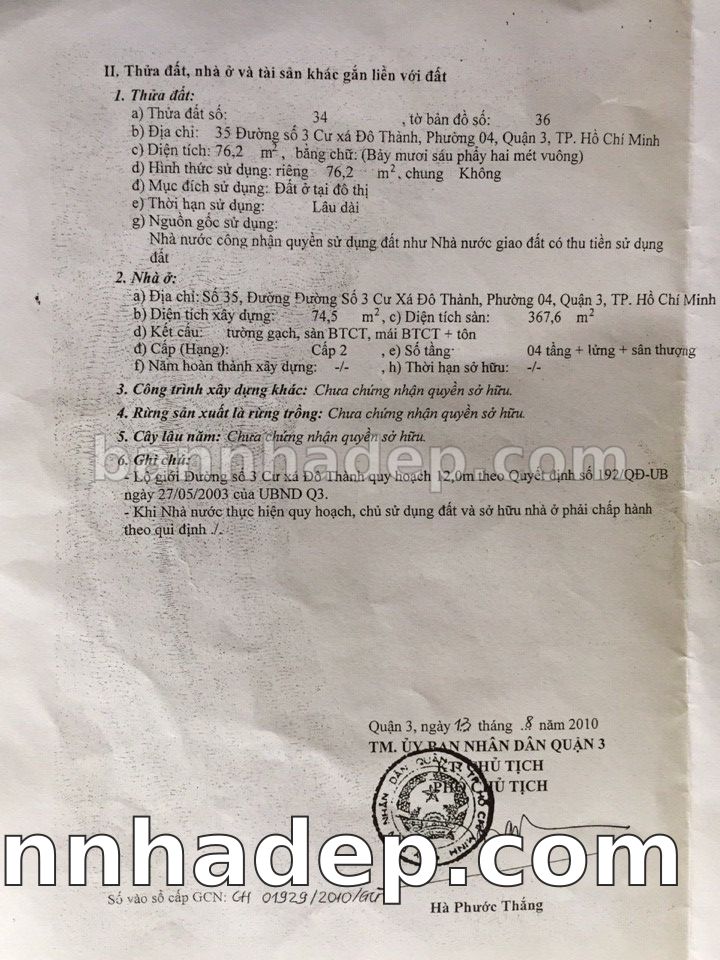 II. Thửa đất, nhà ở và tài sản khác gắn liền với đất
1. Thửa đất:
a) Thửa đất số: 34 , tờ bản đồ số: 36
b) Địa chỉ: 35 Đường số 3 Cư xá Đô Thành, Phường 04, Quận 3, TP. Hồ Chí Minh
c) Diện tích: 76,2 m², bằng chữ: (Bảy mươi sáu phẩy hai mét vuông)
d) Hình thức sử dụng: riêng 76,2 m², chung Không
đ) Mục đích sử dụng: Đất ở tại đô thị
e) Thời hạn sử dụng: Lâu dài
g) Nguồn gốc sử dụng:
Nhà nước công nhận quyền sử dụng đất như Nhà nước giao đất có thu tiền sử dụng
đất
2. Nhà ở:
a) Địa chỉ: Số 35, Đường Đường Số 3 Cư Xá Đô Thành, Phường 04, Quận 3, TP. Hồ Chí Minh
b) Diện tịch xây dựng: 74,5 m², c) Diện tích sàn: 367,6 m²
d) Kết cấu: tường gạch, sàn BTCT, mái BTCT + tôn
đ) Cấp (Hạng): Cấp 2 , e) Số tầng: 04 tầng + lửng + sân thượng
f) Năm hoàn thành xây dựng: -/- , h) Thời hạn sở hữu: -/-
3. Công trình xây dựng khác: Chưa chứng nhận quyền sở hữu.
4. Rừng sản xuất là rừng trồng: Chưa chứng nhận quyền sở hữu.
5. Cây lâu năm: Chưa chứng nhận quyền sở hữu.
bannhadep.com
6. Ghi chú:
- Lộ giới Đường số 3 Cư xá Đô Thành quy hoạch 12,0m theo Quyết định số 192/QĐ-UB
ngày 27/05/2003 của UBND Q3.
- Khi Nhà nước thực hiện quy hoạch, chủ sử dụng đất và sở hữu nhà ở phải chấp hành
theo qui định ./.
Quận 3, ngày 13 tháng 8 năm 2010
TM. ỦY BAN NHÂN DÂN QUẬN 3
KT. CHỦ TỊCH
PHÓ CHỦ TỊCH
NHÂN DÂN QUẬN 3 T.P HỒ CHÍ MINH
nnhadep.com
Số vào sổ cấp GCN: CH 01929/2010/GCN
Hà Phước Thắng